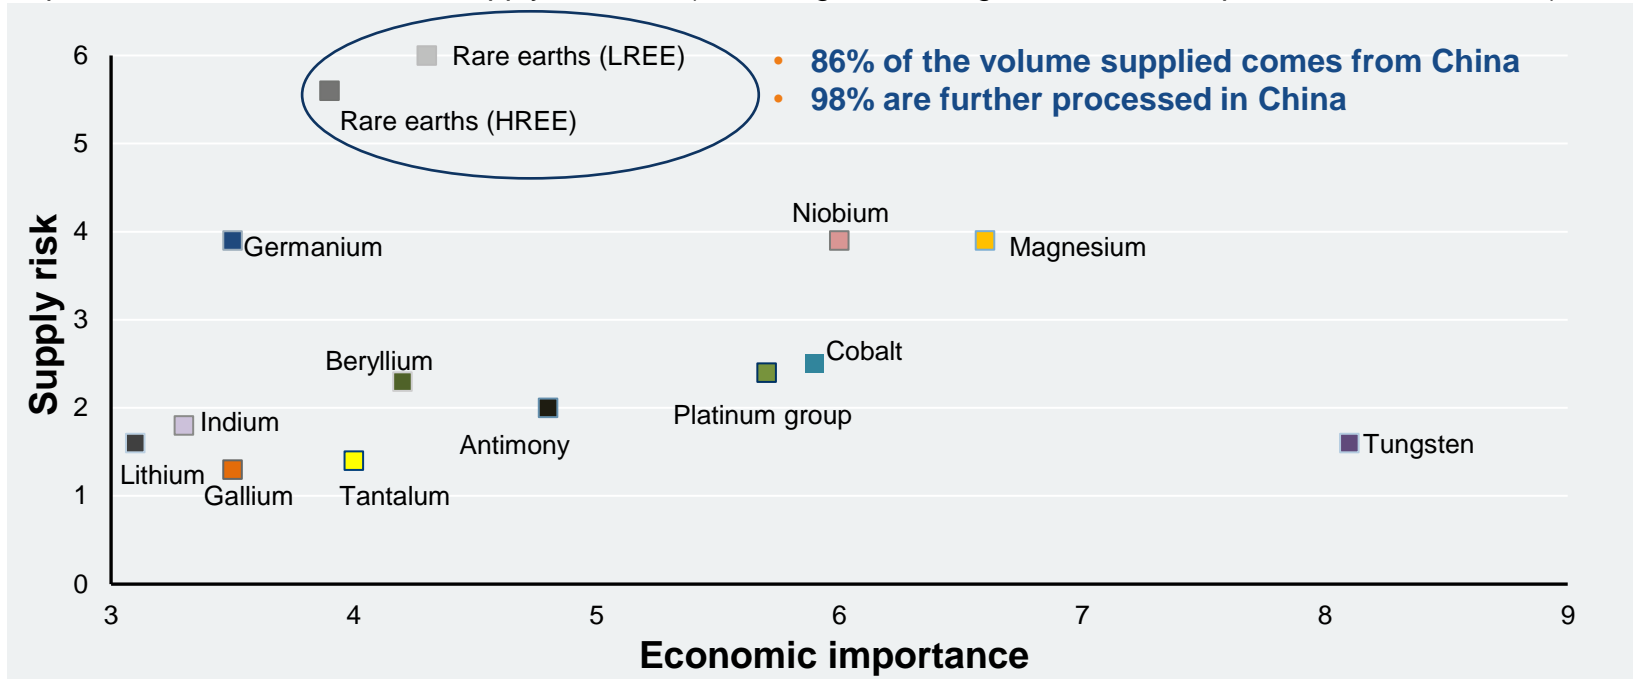 6
Rare earths (LREE)
• 86% of the volume supplied comes from China
• 98% are further processed in China
Rare earths (HREE)
5
Niobium
4
Germanium
Magnesium
Supply risk
3
Beryllium
Cobalt
2
Indium
Platinum group
Antimony
Tungsten
Lithium
1
Gallium
Tantalum
0
3 4 5 6 7 8 9
Economic importance